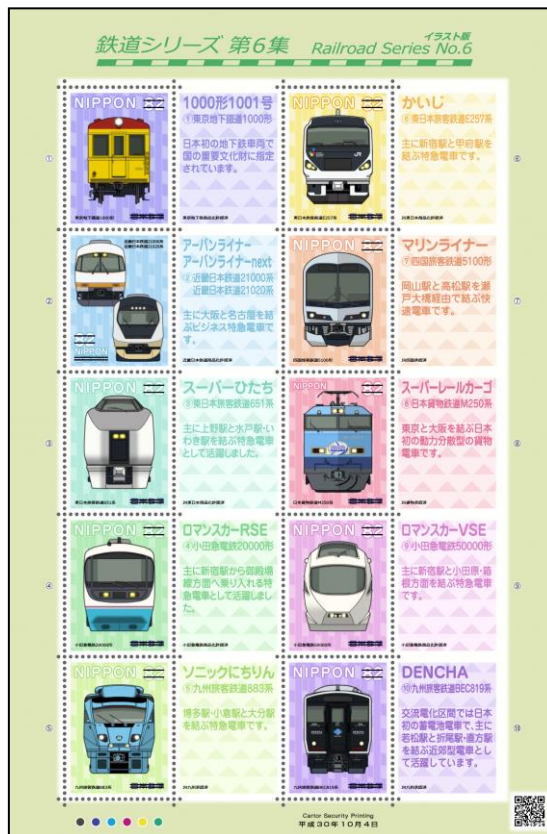 鉄道シリーズ 第6集
イラスト版
Railroad Series No.6
NIPPON 82
1000形1001号
①東京地下鉄道1000形
日本初の地下鉄車両で
国の重要文化財に指定
されています。
NIPPON 82
かいじ
⑥東日本旅客鉄道E257系
主に新宿駅と甲府駅を
結ぶ特急電車です。
①
⑥
アーバンライナー
アーバンライナーnext
②近畿日本鉄道21000系
近畿日本鉄道21020系
主に大阪と名古屋を結
ぶビジネス特急電車で
す。
82
NIPPON
NIPPON 82
マリンライナー
⑦四国旅客鉄道5100形
岡山駅と高松駅を瀬
戸大橋経由で結ぶ快
速電車です。
②
⑦
NIPPON 82
スーパーひたち
③東日本旅客鉄道651系
主に上野駅と水戸駅・い
わき駅を結ぶ特急電車
として活躍しました。
NIPPON 82
スーパーレールカーゴ
⑧日本貨物鉄道M250系
東京と大阪を結ぶ日本
初の動力分散型の貨物
電車です。
③
⑧
NIPPON 82
ロマンスカーRSE
④小田急電鉄20000形
主に新宿駅から御殿場
線方面へ乗り入れる特
急電車として活躍しまし
た。
NIPPON 82
ロマンスカーVSE
⑨小田急電鉄50000形
主に新宿駅と小田原・箱
根方面を結ぶ特急電車
です。
④
⑨
NIPPON 82
ソニックにちりん
⑤九州旅客鉄道883系
博多駅・小倉駅と大分駅
を結ぶ特急電車です。
NIPPON 82
DENCHA
⑩九州旅客鉄道BEC819系
交流電化区間では日本
初の蓄電池電車で、主に
若松駅と折尾駅・直方駅
を結ぶ近郊型電車とし
て活躍しています。
⑤
⑩
Cartor Security Printing
平成30年10月4日